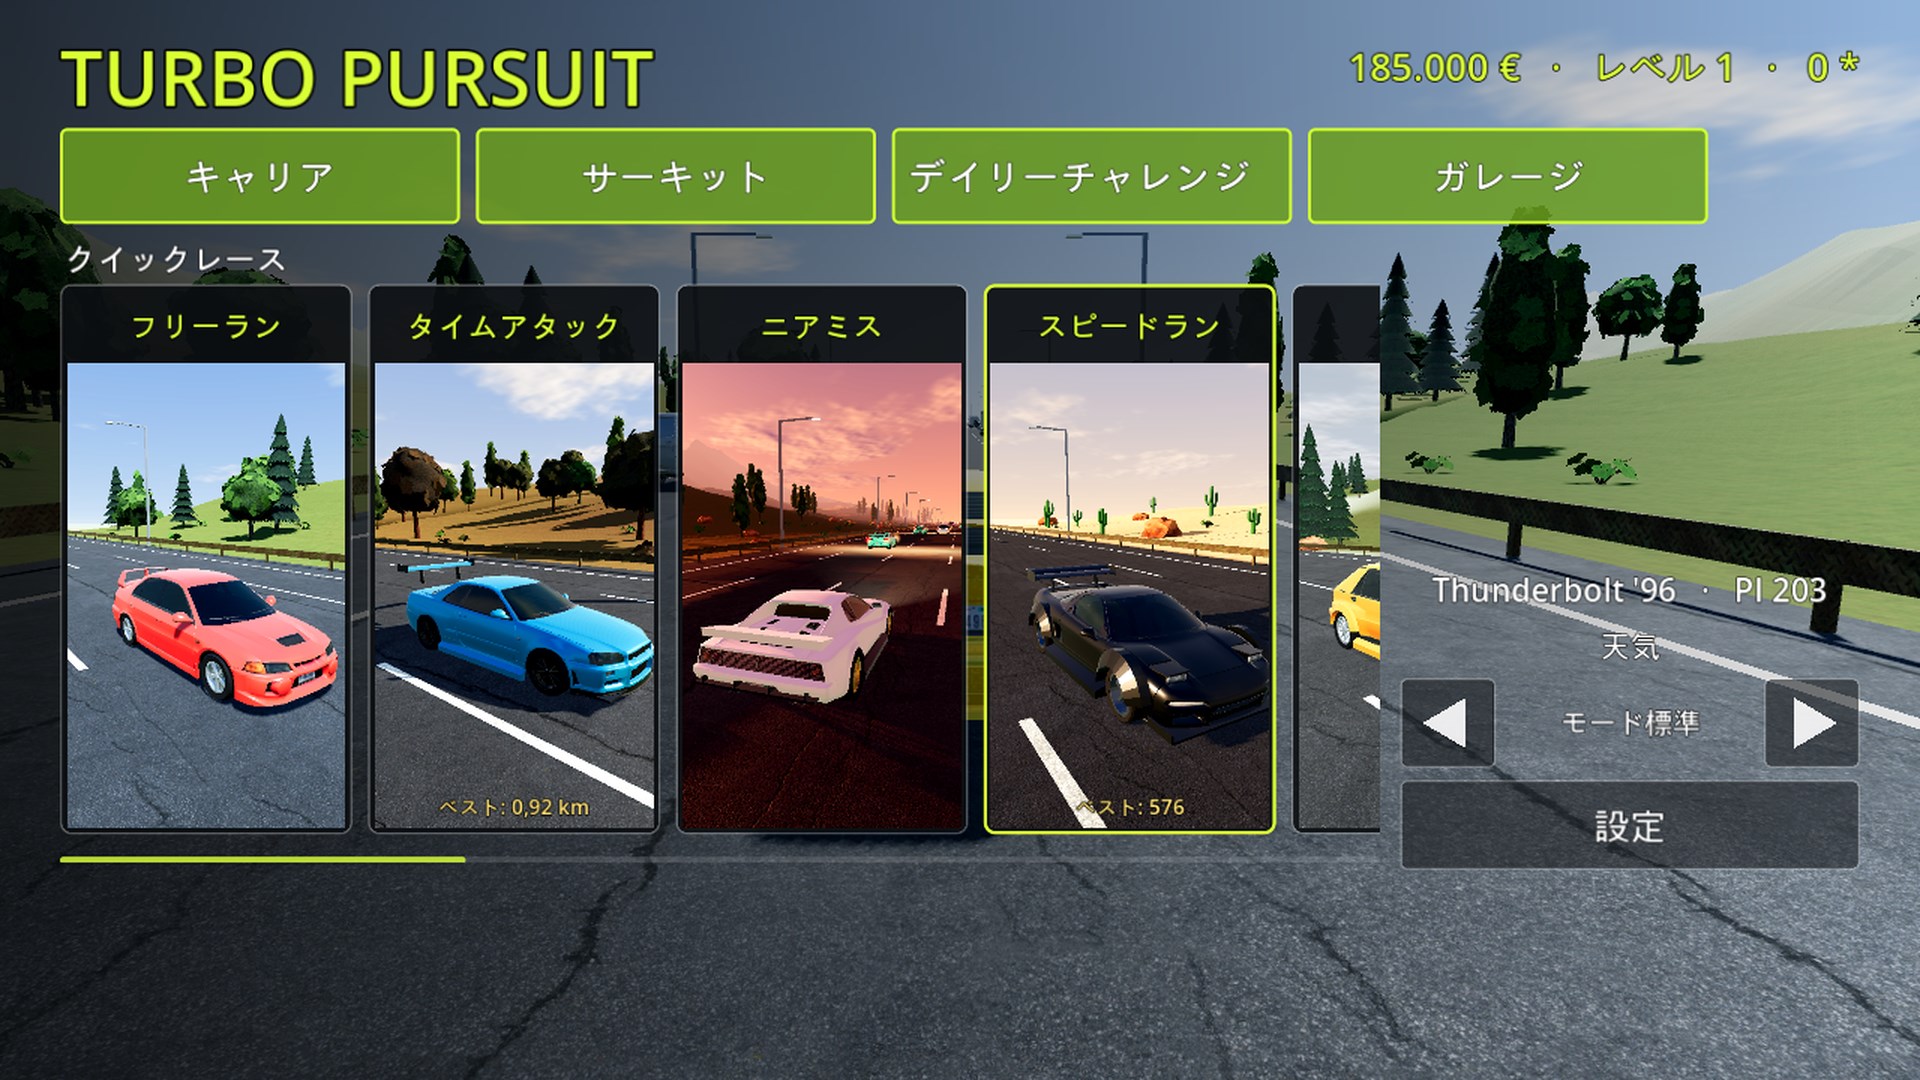 TURBO PURSUIT
185.000 € · レベル 1 · 0 *
キャリア
サーキット
デイリーチャレンジ
ガレージ
クイックレース
フリーラン
タイムアタック
ニアミス
スピードラン
ベスト: 0,92 km
ベスト: 576
Thunderbolt '96 · PI 203
天気
モード標準
設定